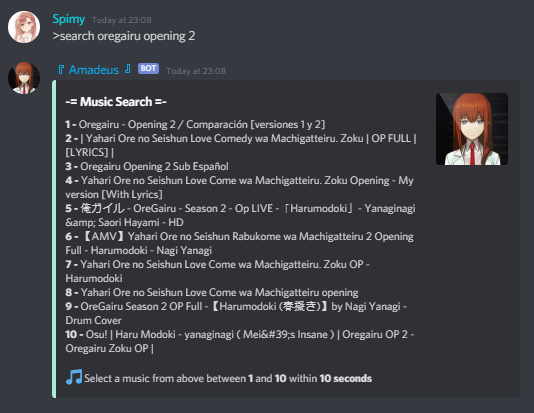 Spimy Today at 23:08
>search oregairu opening 2
『 Amadeus 』 BOT Today at 23:08
-= Music Search =-
1 - Oregairu - Opening 2 / Comparación [versiones 1 y 2]
2 - | Yahari Ore no Seishun Love Comedy wa Machigatteiru. Zoku | OP FULL |
[LYRICS] |
3 - Oregairu Opening 2 Sub Español
4 - Yahari Ore no Seishun Love Come wa Machigatteiru. Zoku Opening - My
version [With Lyrics]
5 - 俺ガイル - OreGairu - Season 2 - Op LIVE -「Harumodoki」- Yanaginagi
&amp; Saori Hayami - HD
6 -【AMV】Yahari Ore no Seishun Rabukome wa Machigatteiru 2 Opening
Full - Harumodoki - Nagi Yanagi
7 - Yahari Ore no Seishun Love Come wa Machigatteiru. Zoku OP -
Harumodoki
8 - Yahari Ore no Seishun Love Come wa Machigatteiru opening
9 - OreGairu Season 2 OP Full -【Harumodoki (春擬き)】by Nagi Yanagi -
Drum Cover
10 - Osu! | Haru Modoki - yanaginagi ( Mei&#39;s Insane ) | Oregairu OP 2 -
Oregairu Zoku OP |
🎵 Select a music from above between 1 and 10 within 10 seconds